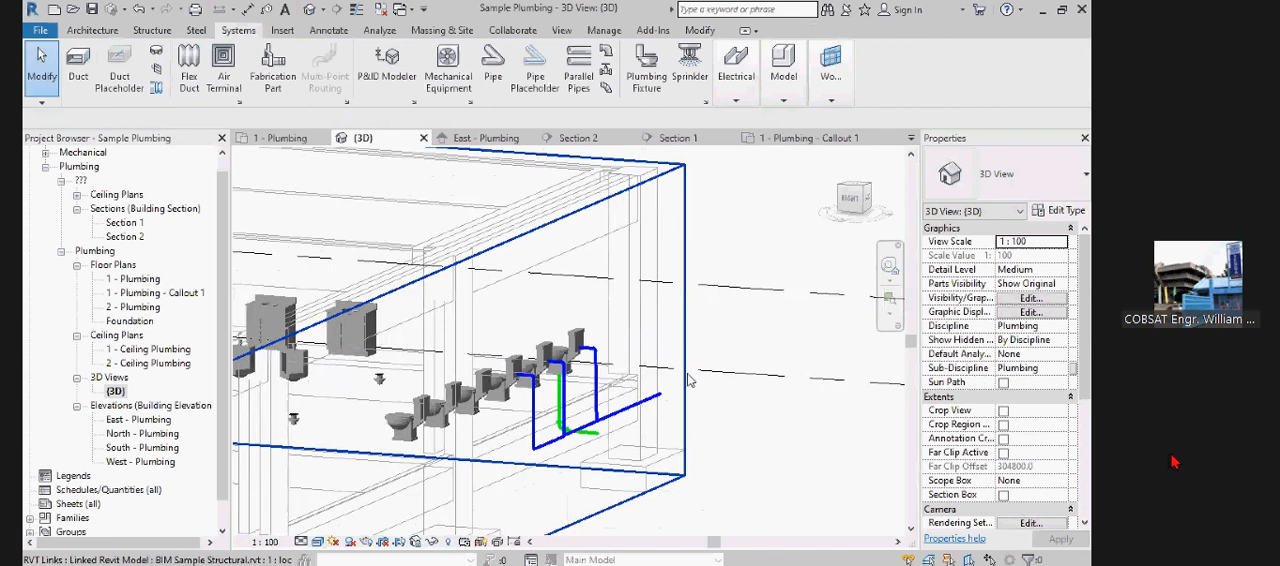 Sample Plumbing - 3D View: {3D}
Type a keyword or phrase
Sign In
File Architecture Structure Steel Systems Insert Annotate Analyze Massing & Site Collaborate View Manage Add-Ins Modify
Modify
Duct
Duct Placeholder
Flex Duct
Air Terminal
Fabrication Part
Multi-Point Routing
P&ID Modeler
Mechanical Equipment
Pipe
Pipe Placeholder
Parallel Pipes
Plumbing Fixture
Sprinkler
Electrical
Model
Wo...
Project Browser - Sample Plumbing
1 - Plumbing
{3D}
East - Plumbing
Section 2
Section 1
1 - Plumbing - Callout 1
Properties
Mechanical
Plumbing
???
Ceiling Plans
Sections (Building Section)
Section 1
Section 2
Plumbing
Floor Plans
1 - Plumbing
1 - Plumbing - Callout 1
2 - Plumbing
Foundation
Ceiling Plans
1 - Ceiling Plumbing
2 - Ceiling Plumbing
3D Views
{3D}
Elevations (Building Elevation
East - Plumbing
North - Plumbing
South - Plumbing
West - Plumbing
Legends
Schedules/Quantities (all)
Sheets (all)
Families
Groups
RIGHT
3D View
3D View: {3D}
Edit Type
Graphics
View Scale 1 : 100
Scale Value 1: 100
Detail Level Medium
Parts Visibility Show Original
Visibility/Grap... Edit...
Graphic Displ... Edit...
Discipline Plumbing
Show Hidden ... By Discipline
Default Analy... None
Sub-Discipline Plumbing
Sun Path
Extents
Crop View
Crop Region ...
Annotation Cr...
Far Clip Active
Far Clip Offset 304800.0
Scope Box None
Section Box
Camera
Rendering Set... Edit...
Properties help
Apply
1 : 100
RVT Links : Linked Revit Model : BIM Sample Structural.rvt : 1 : loc
:0
Main Model
:0
COBSAT Engr. William ...